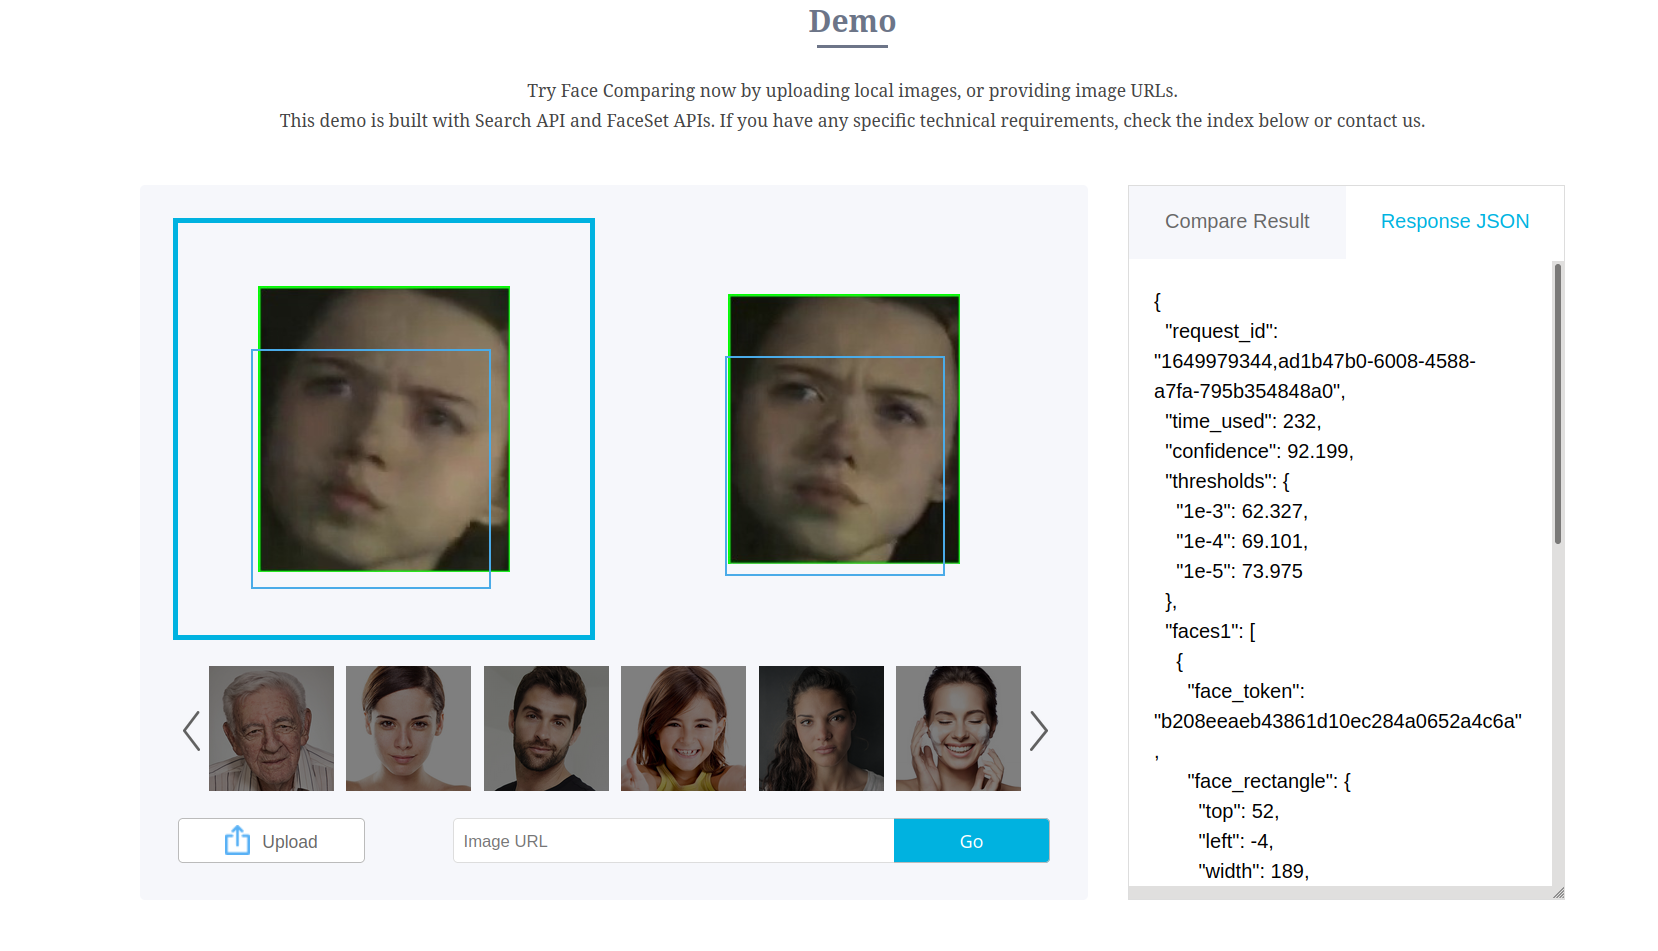 Demo
Try Face Comparing now by uploading local images, or providing image URLs.
This demo is built with Search API and FaceSet APIs. If you have any specific technical requirements, check the index below or contact us.
Compare Result
Response JSON
{
"request_id":
"1649979344,ad1b47b0-6008-4588-
a7fa-795b354848a0",
"time_used": 232,
"confidence": 92.199,
"thresholds": {
"1e-3": 62.327,
"1e-4": 69.101,
"1e-5": 73.975
},
"faces1": [
{
"face_token":
"b208eeaeb43861d10ec284a0652a4c6a"
,
"face_rectangle": {
"top": 52,
"left": -4,
"width": 189,
Upload
Image URL
Go